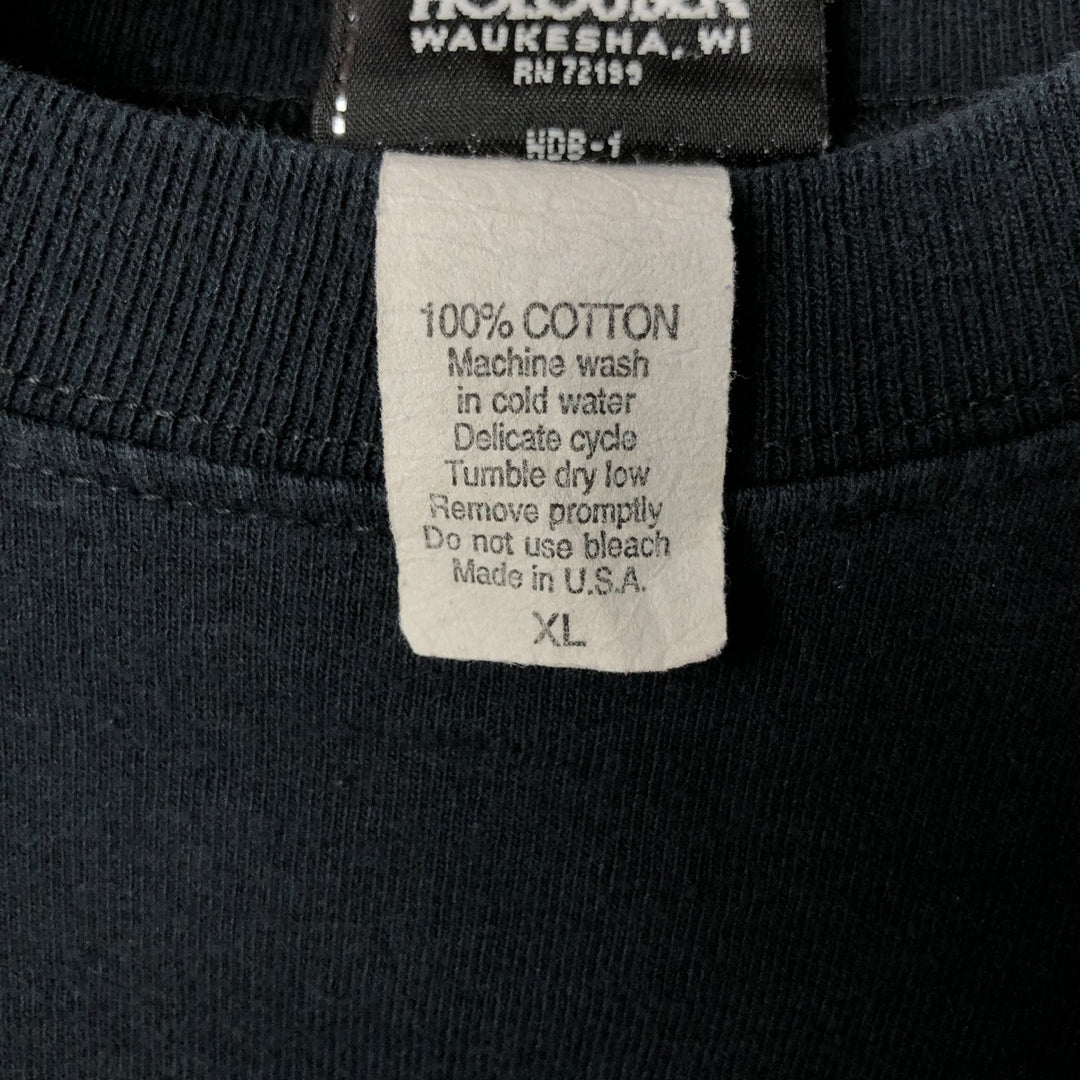 HOLOUBEK
WAUKESHA, WI
RN 72199
HDB-1
100% COTTON
Machine wash
in cold water
Delicate cycle
Tumble dry low
Remove promptly
Do not use bleach
Made in U.S.A.
XL